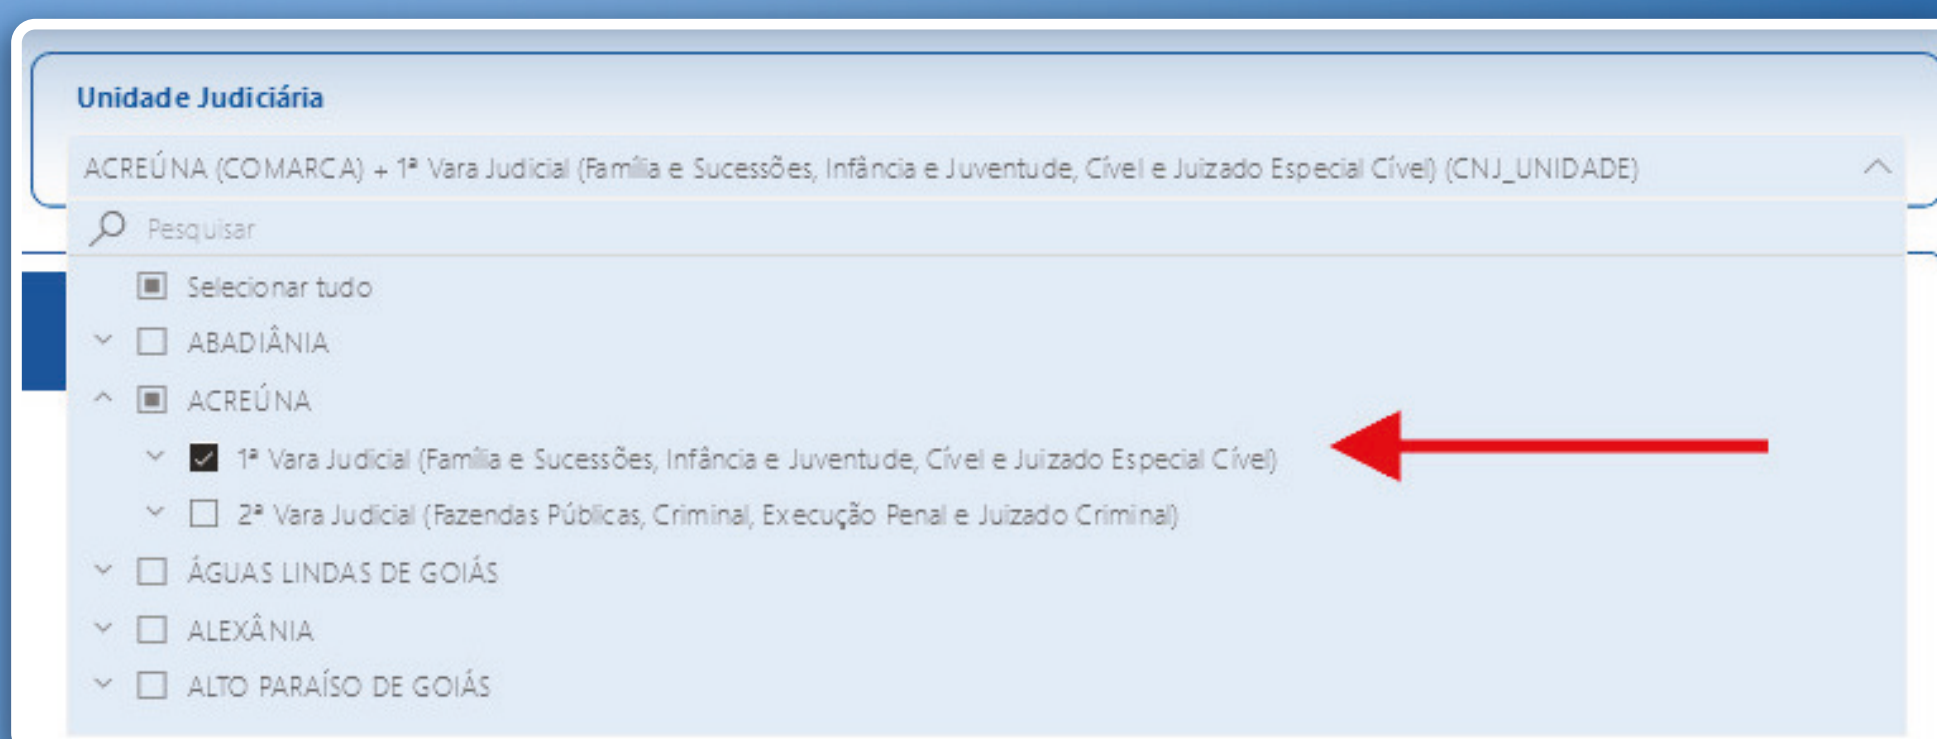 Unidade Judiciária
ACREÚNA (COMARCA) + 1ª Vara Judicial (Família e Sucessões, Infância e Juventude, Cível e Juizado Especial Cível) (CNJ_UNIDADE)
Pesquisar
Selecionar tudo
ABADIÂNIA
ACREÚNA
1ª Vara Judicial (Família e Sucessões, Infância e Juventude, Cível e Juizado Especial Cível)
2ª Vara Judicial (Fazendas Públicas, Criminal, Execução Penal e Juizado Criminal)
ÁGUAS LINDAS DE GOIÁS
ALEXÂNIA
ALTO PARAÍSO DE GOIÁS